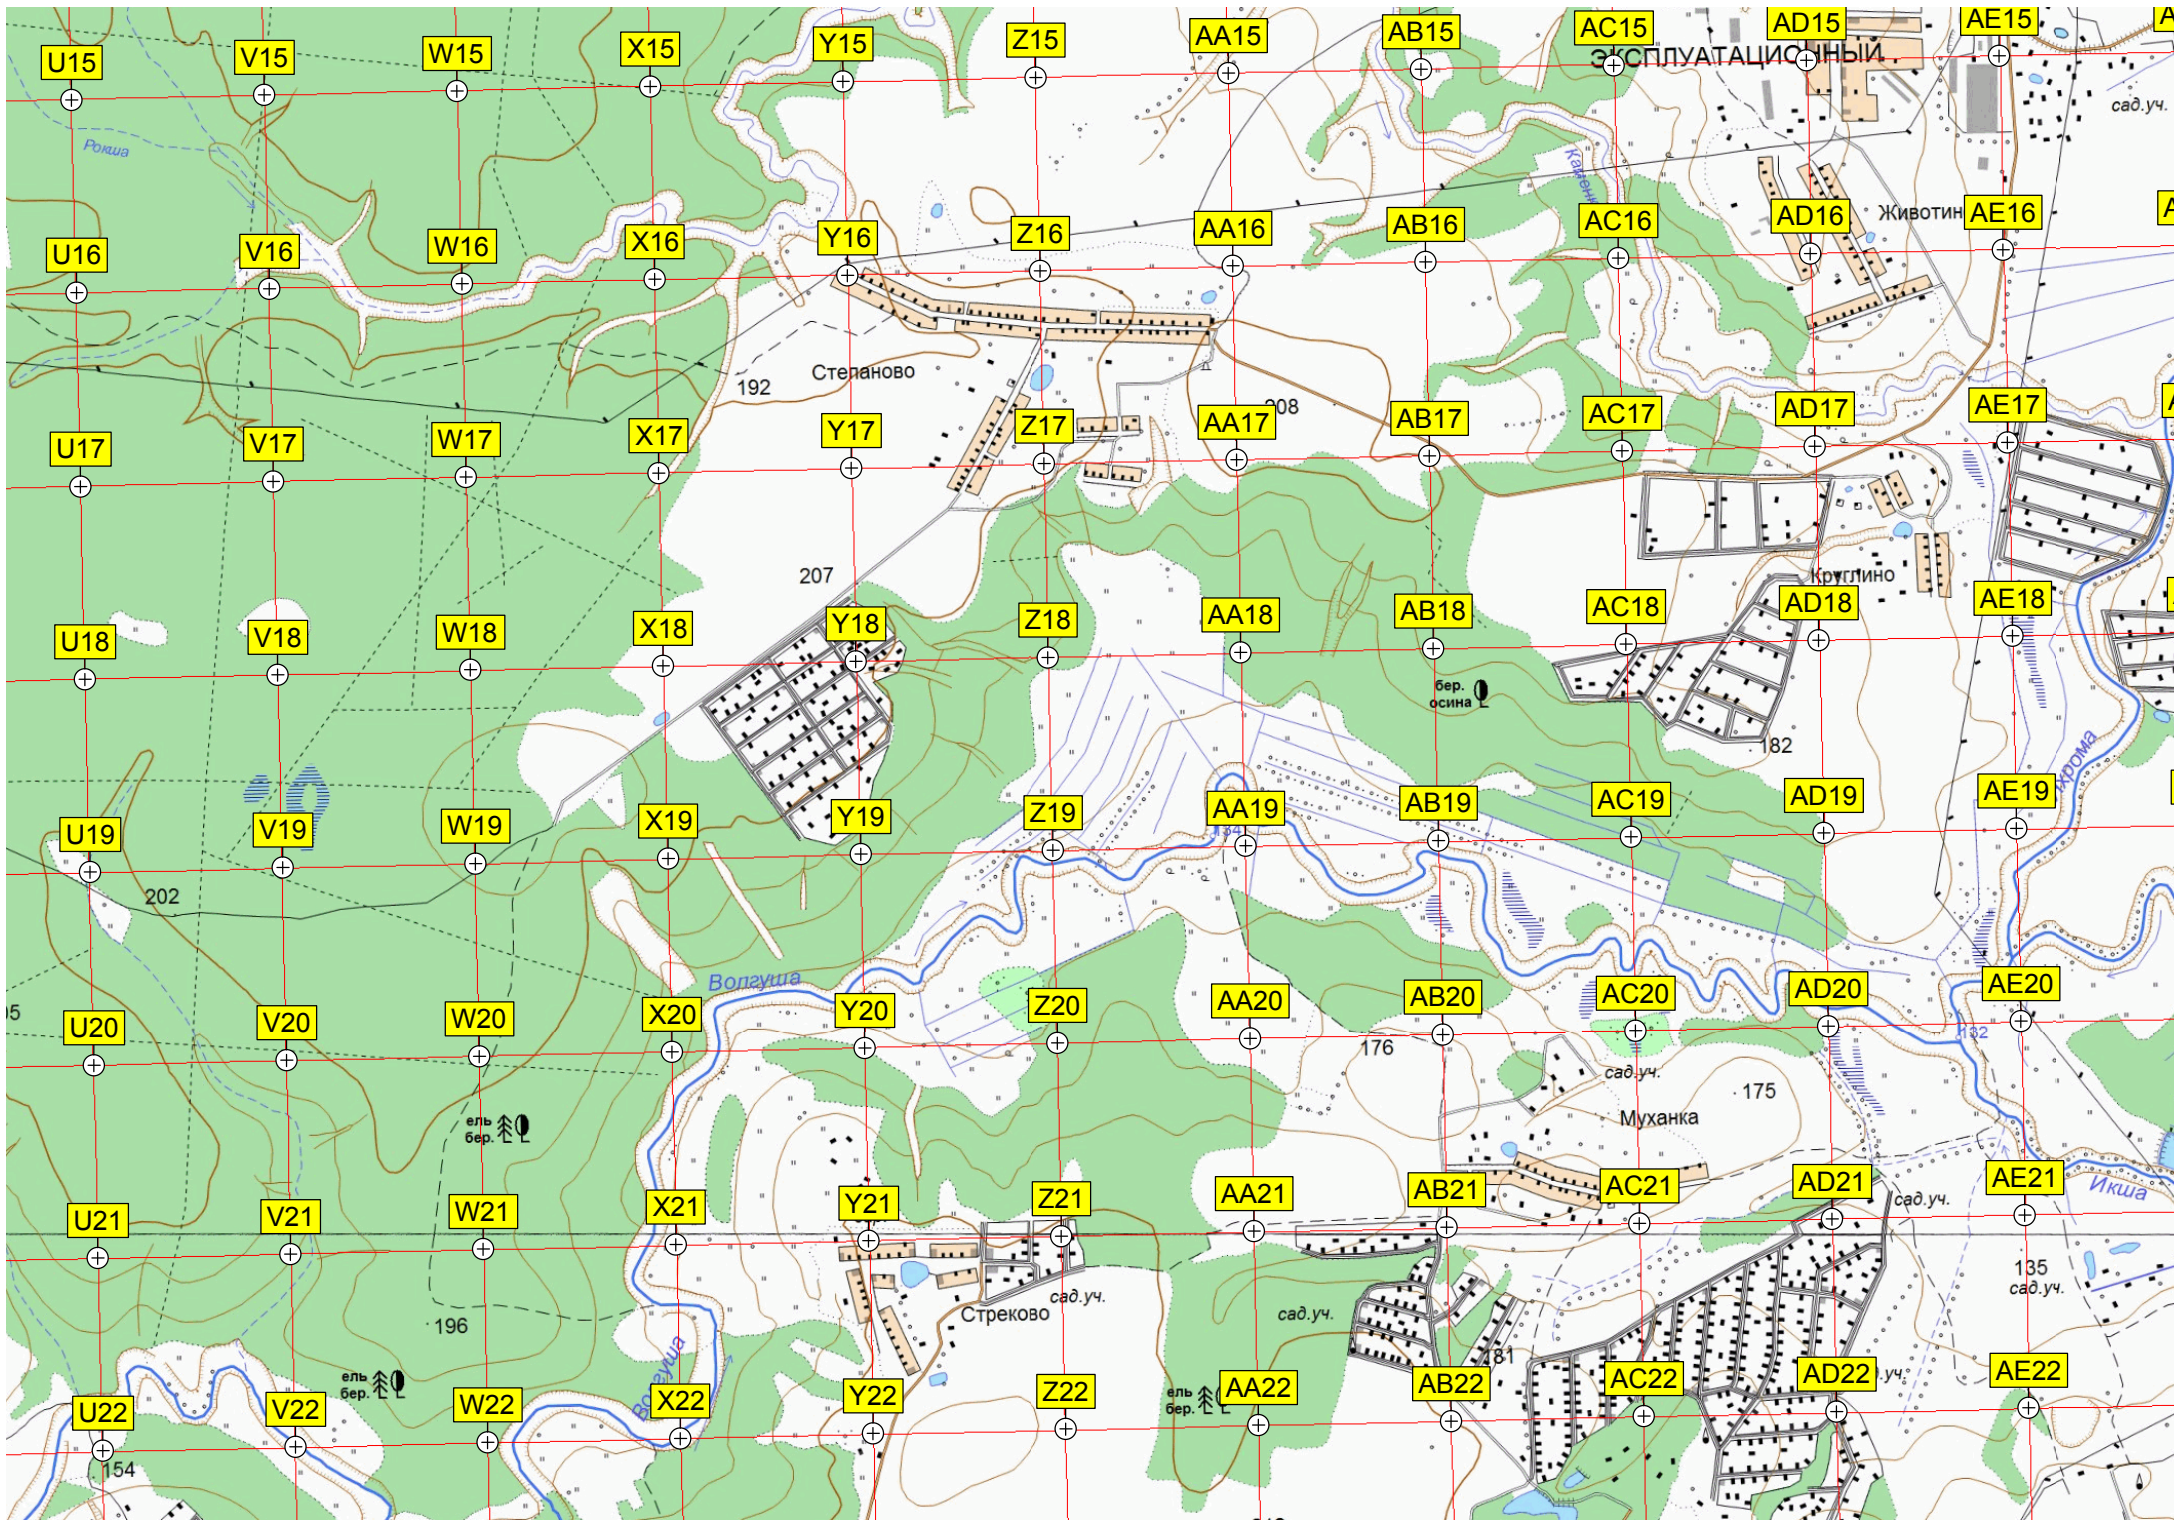 U15 V15 W15 X15 Y15 Z15 AA15 AB15 AC15 AD15 AE15
ЭКСПЛУАТАЦИОННЫЙ
сад.уч.
Рокша
U16 V16 W16 X16 Y16 Z16 AA16 AB16 AC16 AD16 AE16
192
Степаново
208
U17 V17 W17 X17 Y17 Z17 AA17 AB17 AC17 AD17 AE17
207
Круглино
U18 V18 W18 X18 Y18 Z18 AA18 AB18 AC18 AD18 AE18
бер.
осина
182
U19 V19 W19 X19 Y19 Z19 AA19 AB19 AC19 AD19 AE19
134
202
Волгуша
U20 V20 W20 X20 Y20 Z20 AA20 AB20 AC20 AD20 AE20
132
176
сад.уч.
175
Муханка
ель
бер.
U21 V21 W21 X21 Y21 Z21 AA21 AB21 AC21 AD21 AE21
Икша
сад.уч.
135
сад.уч.
сад.уч.
Стреково
сад.уч.
196
Волгуша
181
ель
бер.
ель
бер.
U22 V22 W22 X22 Y22 Z22 AA22 AB22 AC22 AD22 AE22
154